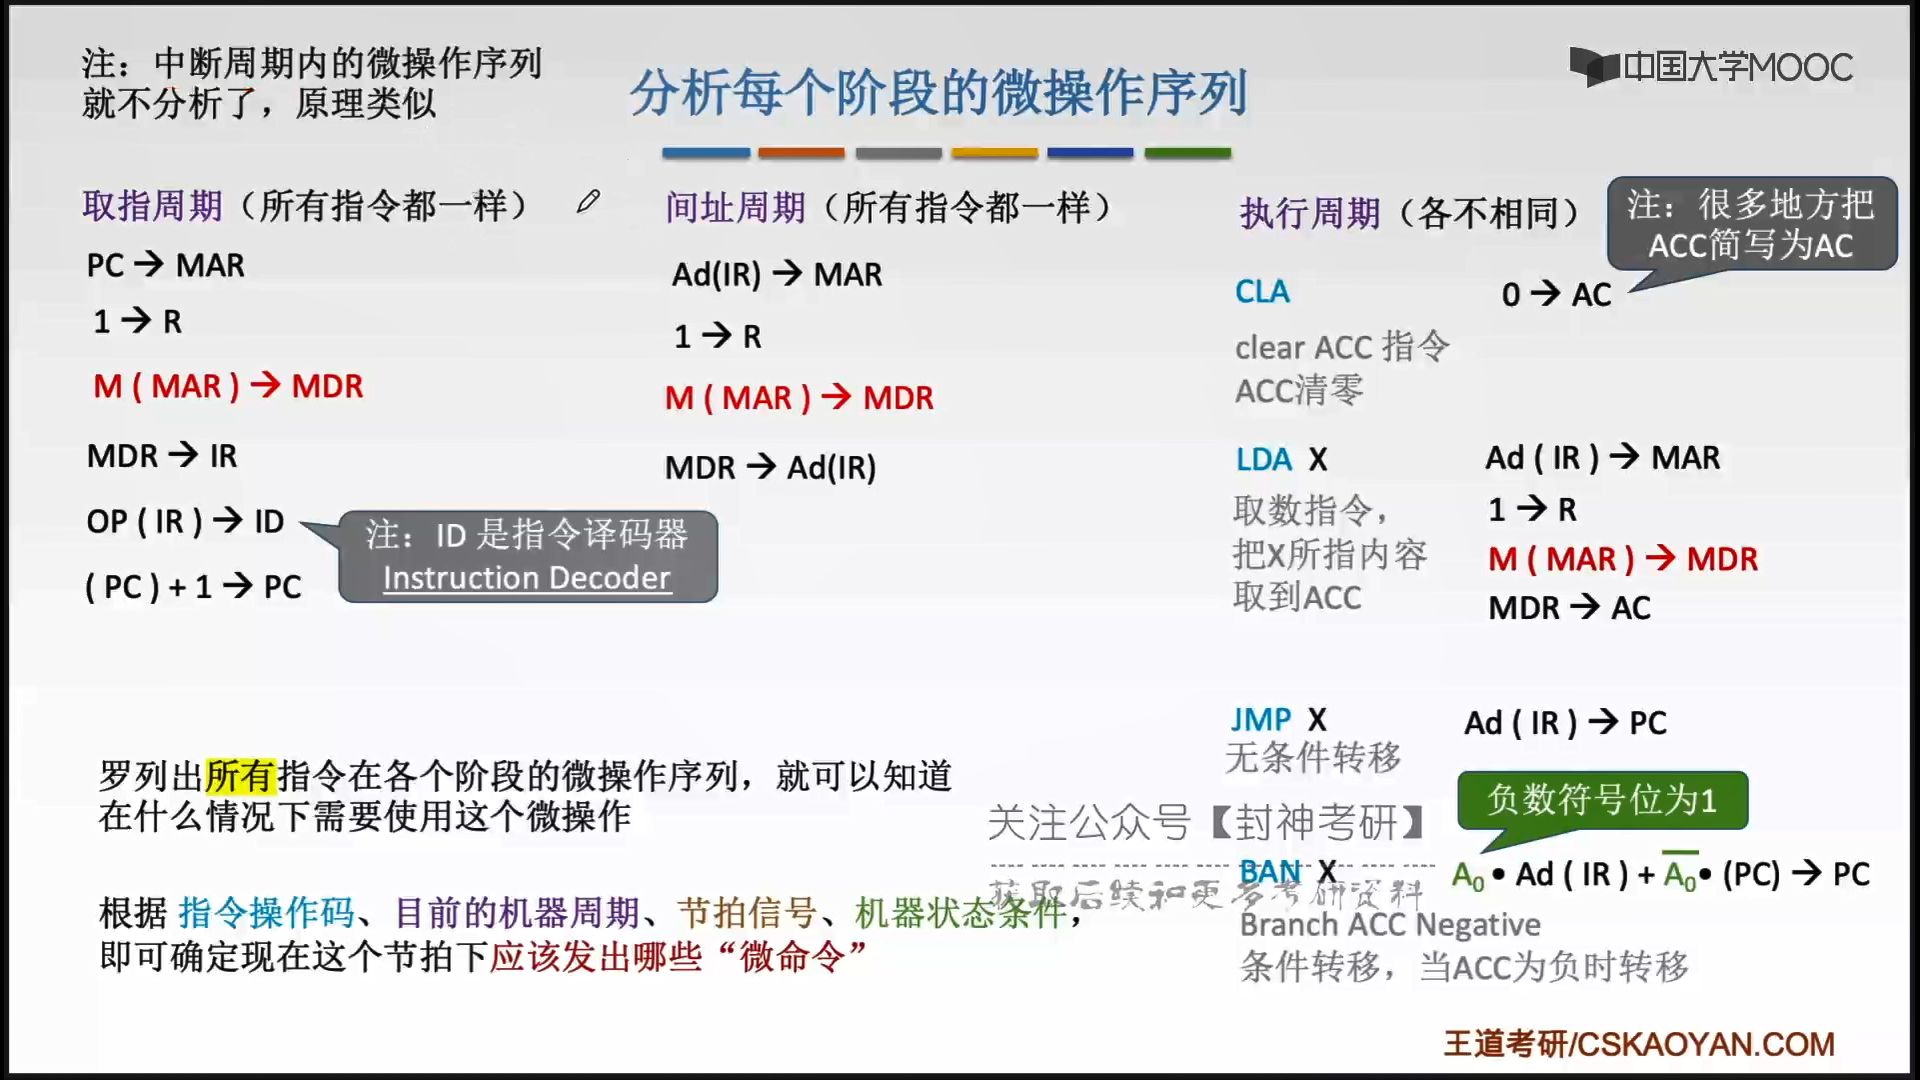 注：中断周期内的微操作序列
就不分析了，原理类似
分析每个阶段的微操作序列
中国大学MOOC
取指周期（所有指令都一样）
PC → MAR
1 → R
M ( MAR ) → MDR
MDR → IR
OP ( IR ) → ID
( PC ) + 1 → PC
注：ID 是指令译码器
Instruction Decoder
间址周期（所有指令都一样）
Ad(IR) → MAR
1 → R
M ( MAR ) → MDR
MDR → Ad(IR)
执行周期（各不相同）
注：很多地方把
ACC简写为AC
CLA 0 → AC
clear ACC 指令
ACC清零
LDA X Ad ( IR ) → MAR
取数指令， 1 → R
把X所指内容 M ( MAR ) → MDR
取到ACC MDR → AC
JMP X Ad ( IR ) → PC
无条件转移
负数符号位为1
BAN X A₀ • Ad ( IR ) + A̅₀ • (PC) → PC
Branch ACC Negative
条件转移，当ACC为负时转移
罗列出所有指令在各个阶段的微操作序列，就可以知道
在什么情况下需要使用这个微操作
根据 指令操作码、目前的机器周期、节拍信号、机器状态条件，
即可确定现在这个节拍下应该发出哪些“微命令”
关注公众号【封神考研】
获取后续和更多考研资料
王道考研/CSKAOYAN.COM